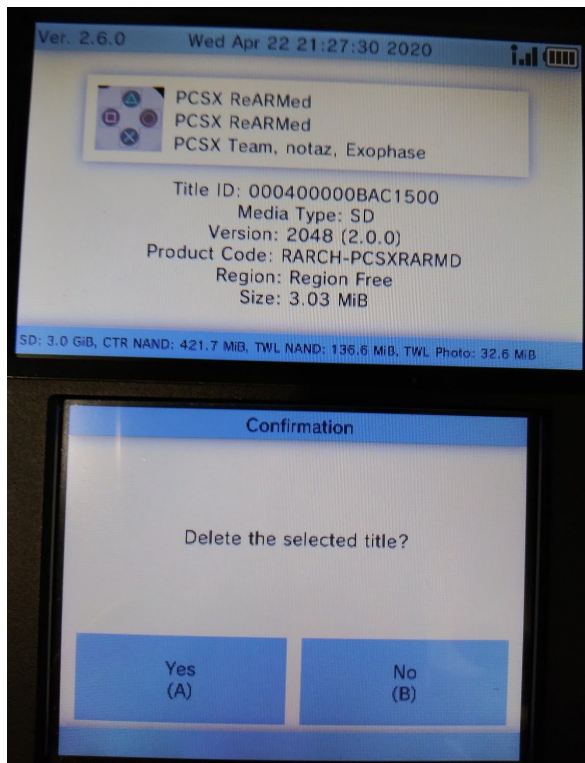 Ver. 2.6.0 Wed Apr 22 21:27:30 2020
PCSX ReARMed
PCSX ReARMed
PCSX Team, notaz, Exophase
Title ID: 000400000BAC1500
Media Type: SD
Version: 2048 (2.0.0)
Product Code: RARCH-PCSXRARMD
Region: Region Free
Size: 3.03 MiB
SD: 3.0 GiB, CTR NAND: 421.7 MiB, TWL NAND: 136.6 MiB, TWL Photo: 32.6 MiB
Confirmation
Delete the selected title?
Yes
(A)
No
(B)